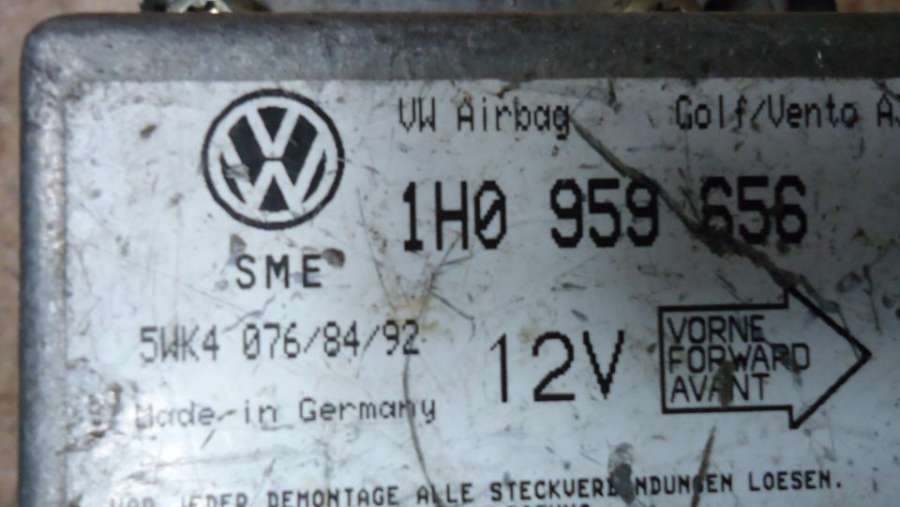 VW Airbag Golf/Vento
1H0 959 656
SME
5WK4 076/84/92
12V
VORNE
FORWARD
AVANT
Made in Germany
VOR JEDER DEMONTAGE ALLE STECKVERBINDUNGEN LOESEN.